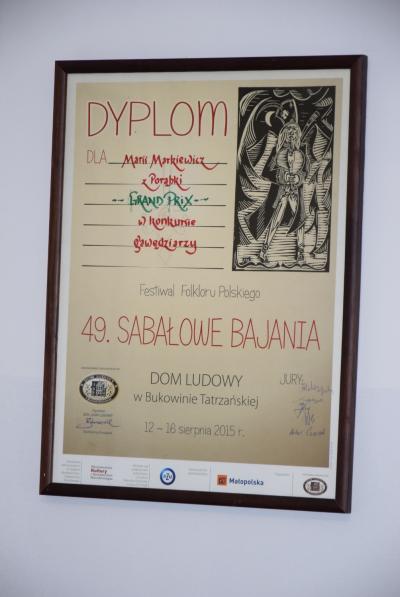 DYPLOM
DLA Marii Markiewicz
z Porąbki
-- GRAND PRIX --
w konkursie
gawędziarzy
Festiwal Folkloru Polskiego
49. SABAŁOWE BAJANIA
DOM LUDOWY
w Bukowinie Tatrzańskiej
JURY:
12 - 16 sierpnia 2015 r.
Kultury
Małopolska